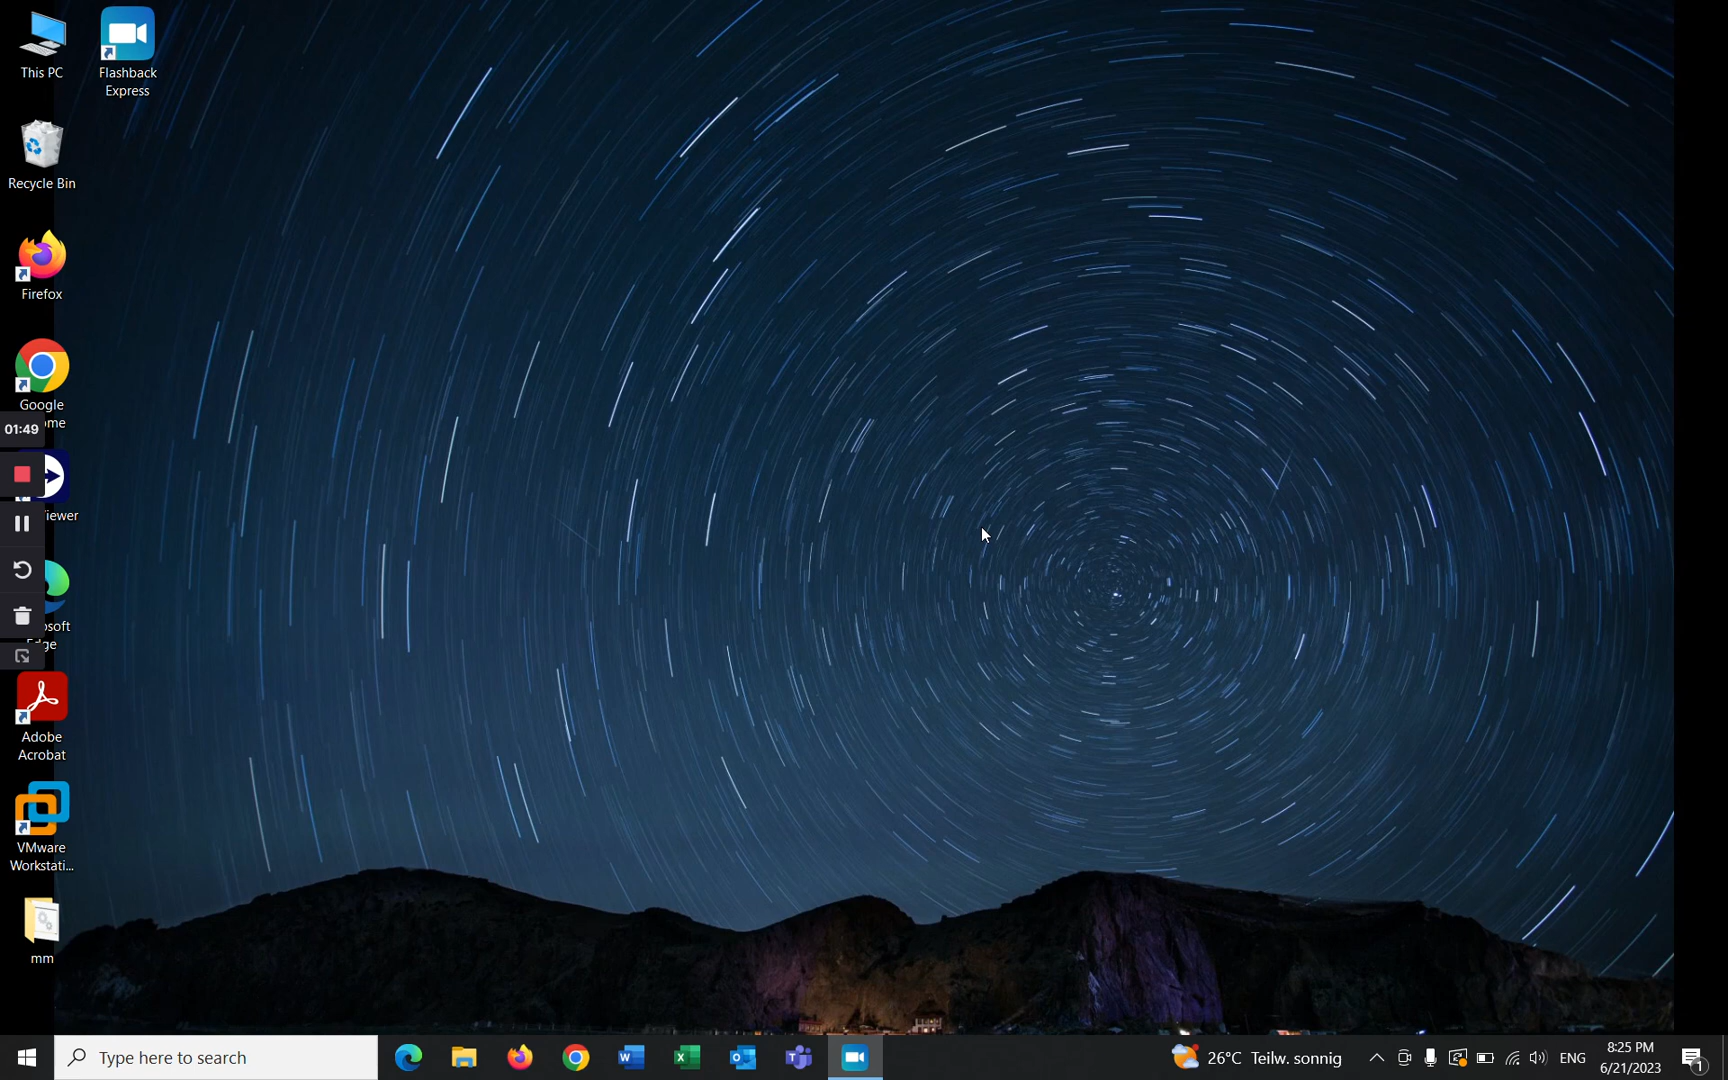 This PC
Flashback
Express
Recycle Bin
Firefox
Google
ome
01:49
iewer
osoft
ge
Adobe
Acrobat
VMware
Workstati...
mm
Type here to search
26°C Teilw. sonnig
ENG
8:25 PM
6/21/2023
1